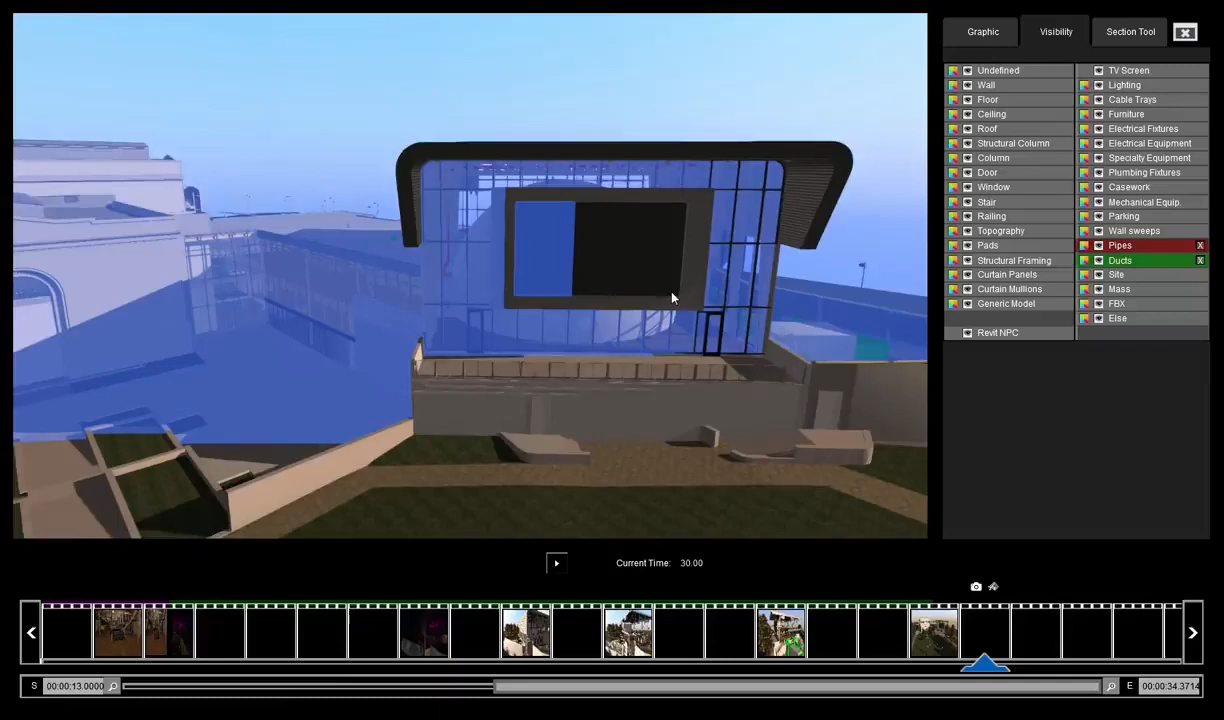 Graphic Visibility Section Tool X
Undefined TV Screen
Wall Lighting
Floor Cable Trays
Ceiling Furniture
Roof Electrical Fixtures
Structural Column Electrical Equipment
Column Specialty Equipment
Door Plumbing Fixtures
Window Casework
Stair Mechanical Equip.
Railing Parking
Topography Wall sweeps
Pads Pipes X
Structural Framing Ducts X
Curtain Panels Site
Curtain Mullions Mass
Generic Model FBX
Else
Revit NPC
Current Time: 30.00
S 00:00:13.0000 E 00:00:34.3714